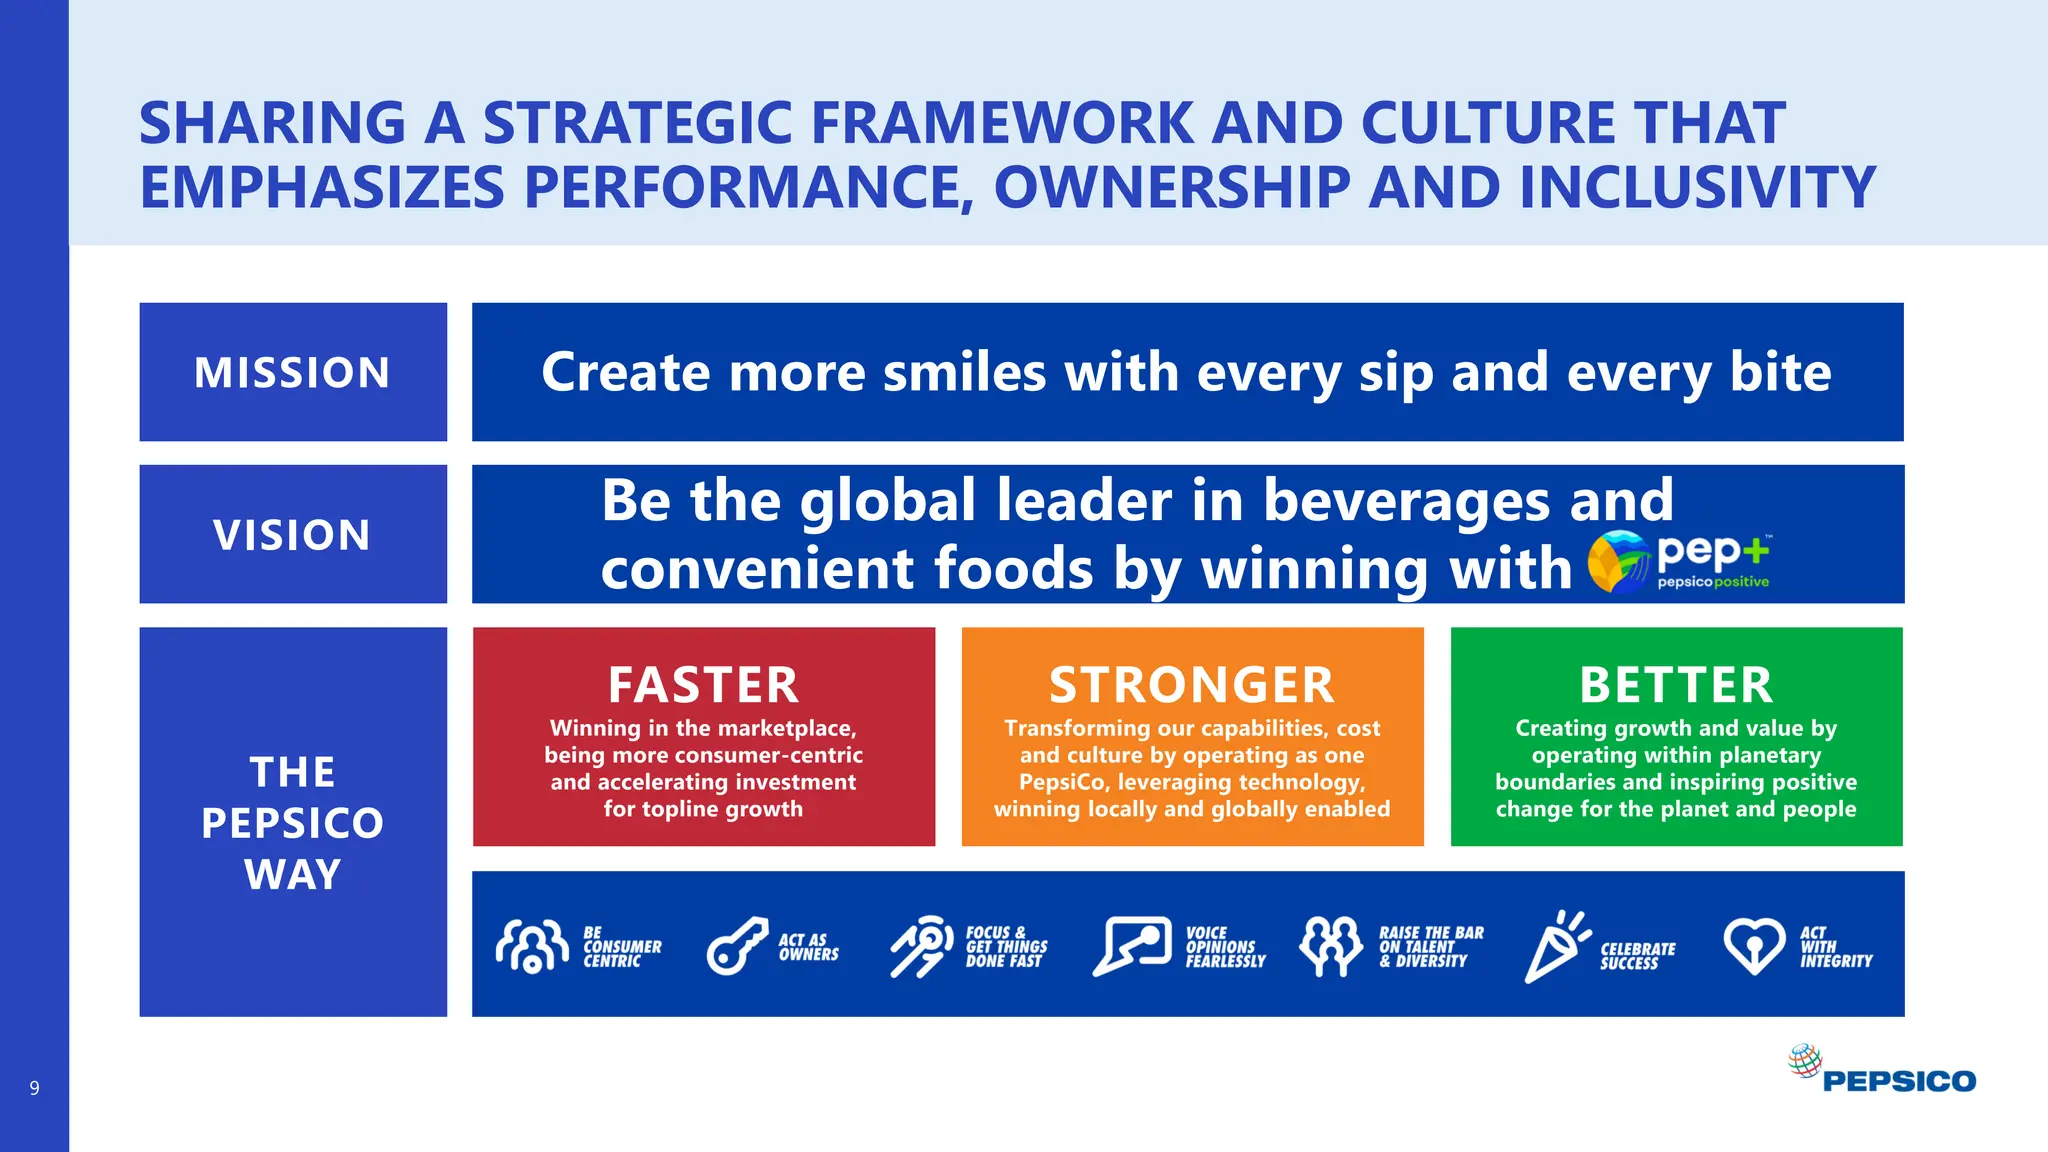 SHARING A STRATEGIC FRAMEWORK AND CULTURE THAT
EMPHASIZES PERFORMANCE, OWNERSHIP AND INCLUSIVITY
MISSION
Create more smiles with every sip and every bite
VISION
Be the global leader in beverages and
convenient foods by winning with
pep+™
pepsico positive
THE
PEPSICO
WAY
FASTER
Winning in the marketplace,
being more consumer-centric
and accelerating investment
for topline growth
STRONGER
Transforming our capabilities, cost
and culture by operating as one
PepsiCo, leveraging technology,
winning locally and globally enabled
BETTER
Creating growth and value by
operating within planetary
boundaries and inspiring positive
change for the planet and people
BE
CONSUMER
CENTRIC
ACT AS
OWNERS
FOCUS &
GET THINGS
DONE FAST
VOICE
OPINIONS
FEARLESSLY
RAISE THE BAR
ON TALENT
& DIVERSITY
CELEBRATE
SUCCESS
ACT
WITH
INTEGRITY
9
PEPSICO